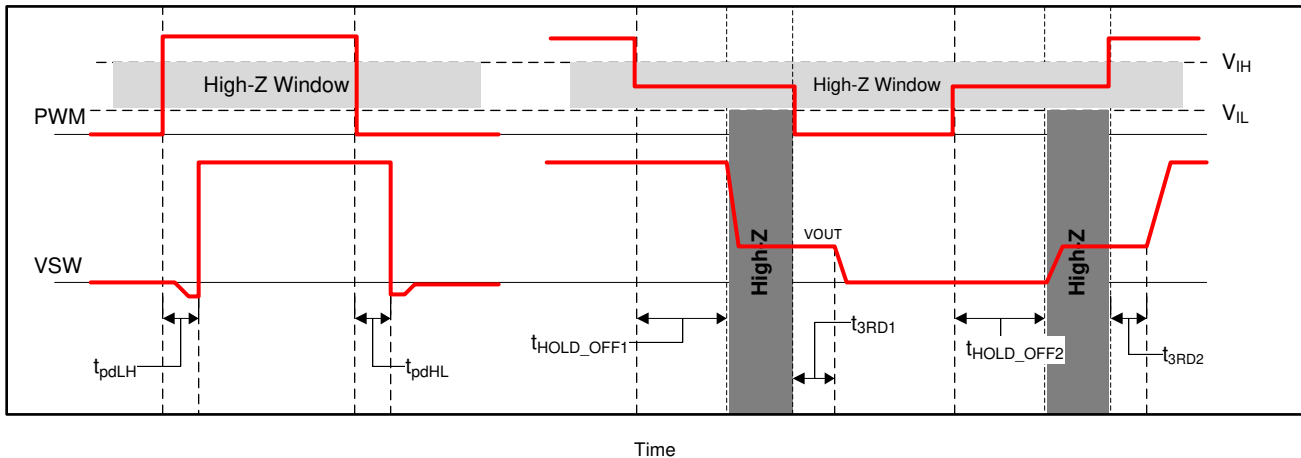 High-Z Window
High-Z Window
V_IH
V_IL
PWM
VSW
VOUT
High-Z
High-Z
t_pdLH
t_pdHL
t_HOLD_OFF1
t_3RD1
t_HOLD_OFF2
t_3RD2
Time